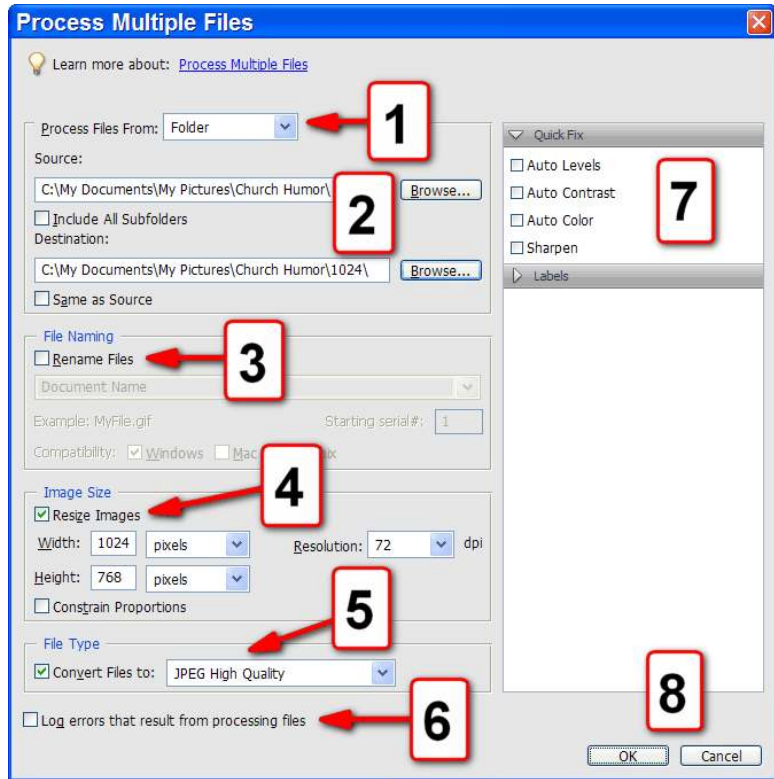 Process Multiple Files
Learn more about: Process Multiple Files
Process Files From: Folder
1
Source:
C:\My Documents\My Pictures\Church Humor\
Browse...
2
Include All Subfolders
Destination:
C:\My Documents\My Pictures\Church Humor\1024\
Browse...
Same as Source
File Naming
Rename Files
3
Document Name
Example: MyFile.gif
Starting serial#: 1
Compatibility: Windows Mac
Image Size
4
Resize Images
Width: 1024 pixels
Resolution: 72 dpi
Height: 768 pixels
Constrain Proportions
5
File Type
Convert Files to: JPEG High Quality
Log errors that result from processing files
6
Quick Fix
Auto Levels
Auto Contrast
Auto Color
Sharpen
7
Labels
8
OK Cancel